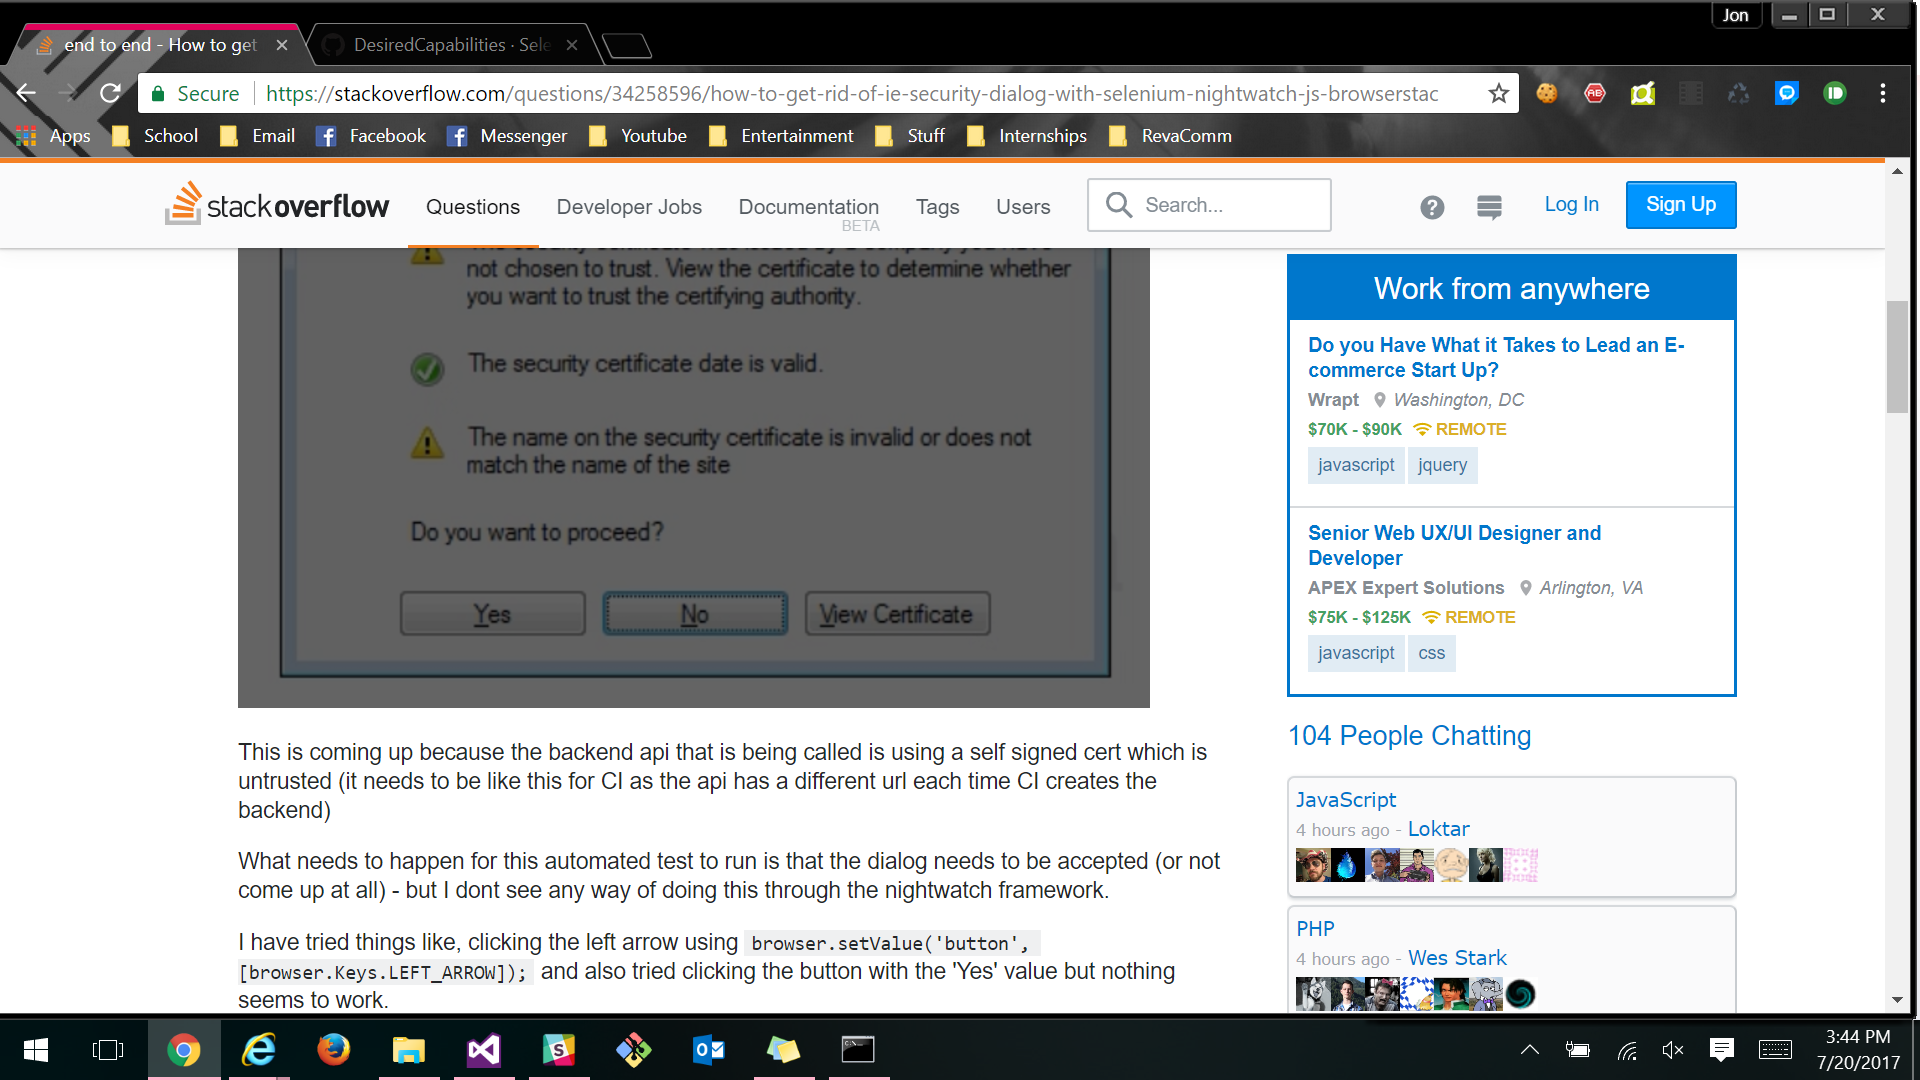 Jon
end to end - How to get
DesiredCapabilities · Sele
Secure
https://stackoverflow.com/questions/34258596/how-to-get-rid-of-ie-security-dialog-with-selenium-nightwatch-js-browserstac
Apps School Email Facebook Messenger Youtube Entertainment Stuff Internships RevaComm
stackoverflow
Questions Developer Jobs Documentation Tags Users Search... Log In Sign Up
BETA
not chosen to trust. View the certificate to determine whether
you want to trust the certifying authority.
The security certificate date is valid.
The name on the security certificate is invalid or does not
match the name of the site
Do you want to proceed?
Yes No View Certificate
This is coming up because the backend api that is being called is using a self signed cert which is
untrusted (it needs to be like this for CI as the api has a different url each time CI creates the
backend)
What needs to happen for this automated test to run is that the dialog needs to be accepted (or not
come up at all) - but I dont see any way of doing this through the nightwatch framework.
I have tried things like, clicking the left arrow using browser.setValue('button',
[browser.Keys.LEFT_ARROW]); and also tried clicking the button with the 'Yes' value but nothing
seems to work.
Work from anywhere
Do you Have What it Takes to Lead an E-
commerce Start Up?
Wrapt Washington, DC
$70K - $90K REMOTE
javascript jquery
Senior Web UX/UI Designer and
Developer
APEX Expert Solutions Arlington, VA
$75K - $125K REMOTE
javascript css
104 People Chatting
JavaScript
4 hours ago - Loktar
PHP
4 hours ago - Wes Stark
3:44 PM
7/20/2017